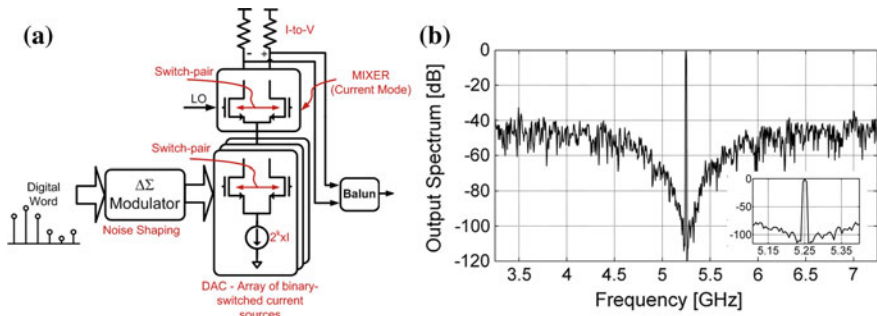 (a)
I-to-V
- +
Switch-pair
MIXER
(Current Mode)
LO
Switch-pair
Digital
Word
ΔΣ
Modulator
Noise Shaping
2^k xI
Balun
DAC - Array of binary-
switched current
sources
(b)
Output Spectrum [dB]
0
-20
-40
-60
-80
-100
-120
3.5 4 4.5 5 5.5 6 6.5 7
Frequency [GHz]
0
-50
-100
5.15 5.25 5.35